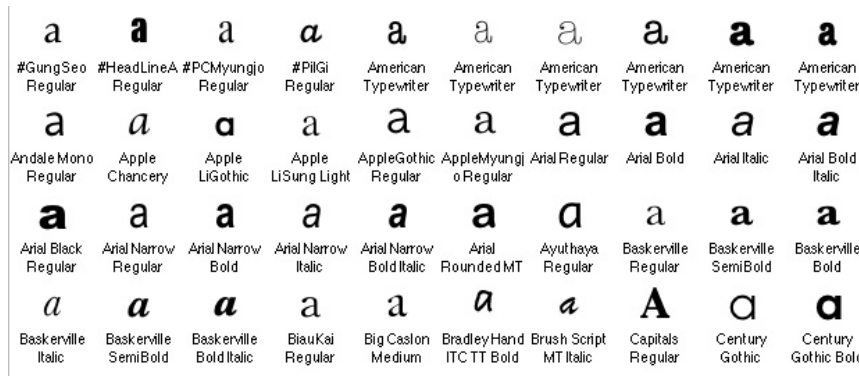 a a a a a a a a a a
#GungSeo #HeadLineA #PCMyungjo #PilGi American American American American American American
Regular Regular Regular Regular Typewriter Typewriter Typewriter Typewriter Typewriter Typewriter
a a a a a a a a a a
Andale Mono Apple Apple Apple AppleGothic AppleMyungj Arial Regular Arial Bold Arial Italic Arial Bold
Regular Chancery LiGothic LiSung Light Regular o Regular Italic
a a a a a a a a a a
Arial Black Arial Narrow Arial Narrow Arial Narrow Arial Narrow Arial Ayuthaya Baskerville Baskerville Baskerville
Regular Regular Bold Italic Bold Italic Rounded MT Regular Regular SemiBold Bold
a a a a a a a A a a
Baskerville Baskerville Baskerville BiauKai Big Caslon Bradley Hand Brush Script Capitals Century Century
Italic SemiBold Bold Italic Regular Medium ITC TT Bold MT Italic Regular Gothic Gothic Bold